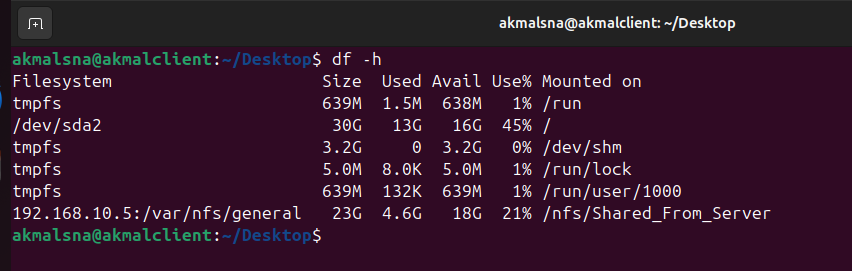 akmalsna@akmalclient: ~/Desktop
akmalsna@akmalclient:~/Desktop$ df -h
Filesystem                     Size  Used Avail Use% Mounted on
tmpfs                          639M  1.5M  638M   1% /run
/dev/sda2                       30G   13G   16G  45% /
tmpfs                          3.2G     0  3.2G   0% /dev/shm
tmpfs                          5.0M  8.0K  5.0M   1% /run/lock
tmpfs                          639M  132K  639M   1% /run/user/1000
192.168.10.5:/var/nfs/general   23G  4.6G   18G  21% /nfs/Shared_From_Server
akmalsna@akmalclient:~/Desktop$